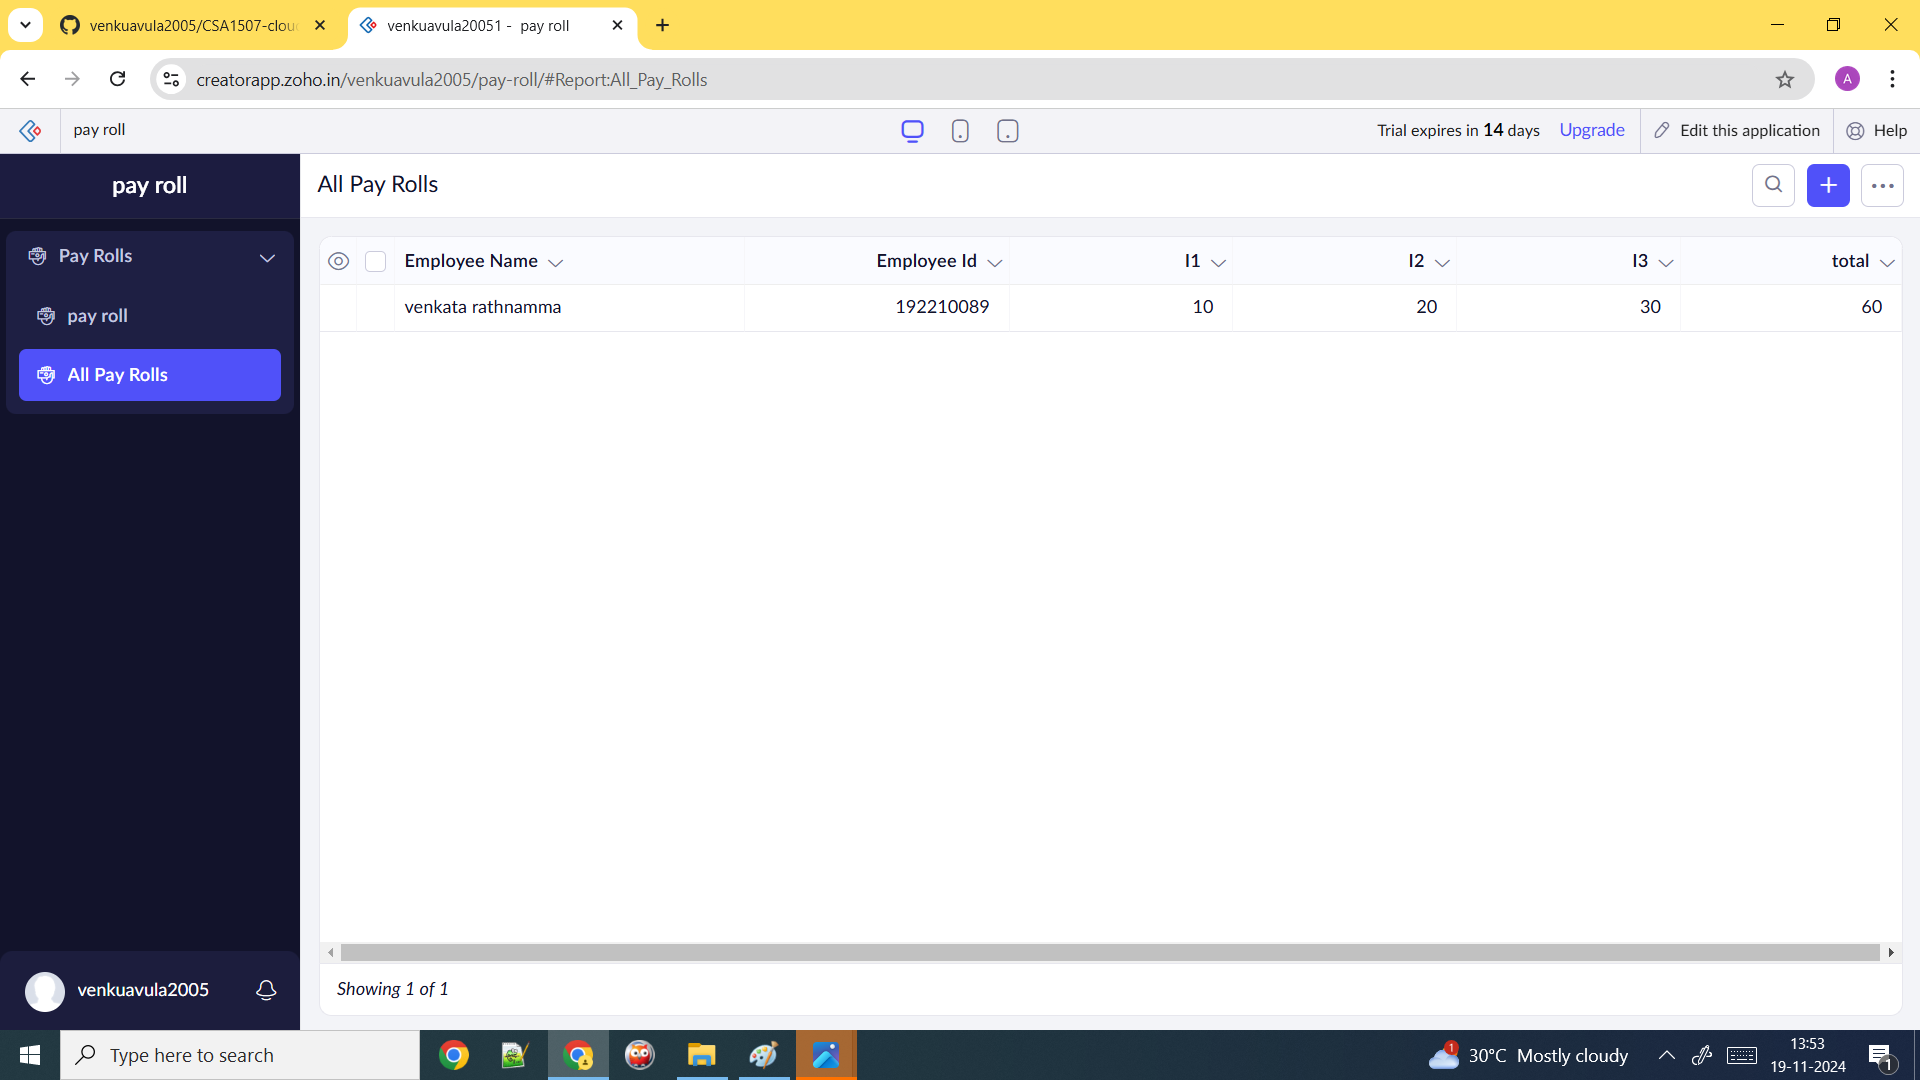 venkuavula2005/CSA1507-clou
venkuavula20051 - pay roll
creatorapp.zoho.in/venkuavula2005/pay-roll/#Report:All_Pay_Rolls
A
pay roll
Trial expires in 14 days Upgrade
Edit this application
Help
pay roll
All Pay Rolls
Pay Rolls
pay roll
All Pay Rolls
Employee Name Employee Id I1 I2 I3 total
venkata rathnamma 192210089 10 20 30 60
Showing 1 of 1
venkuavula2005
Type here to search
1
30°C Mostly cloudy
13:53
19-11-2024
1